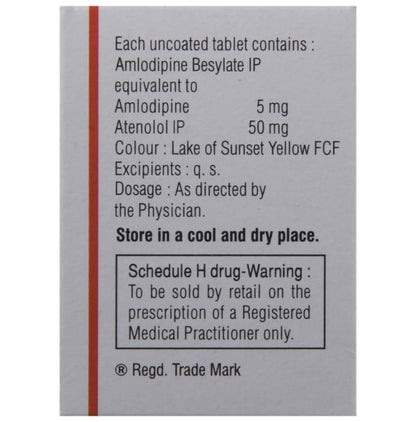 Each uncoated tablet contains :
Amlodipine Besylate IP
equivalent to
Amlodipine 5 mg
Atenolol IP 50 mg
Colour : Lake of Sunset Yellow FCF
Excipients : q. s.
Dosage : As directed by
the Physician.
Store in a cool and dry place.
Schedule H drug-Warning :
To be sold by retail on the
prescription of a Registered
Medical Practitioner only.
® Regd. Trade Mark